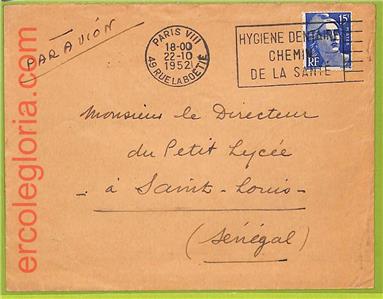 PAR AVION
PARIS VIII
18-00
22-10
1952
49 RUE LA BOETIE
HYGIENE DENTAIRE
CHEMIN
DE LA SANTE
15F
RF
Monsieur le Directeur
du Petit Lycée
- à Saint-Louis -
(Sénégal)
ercolegloria.com